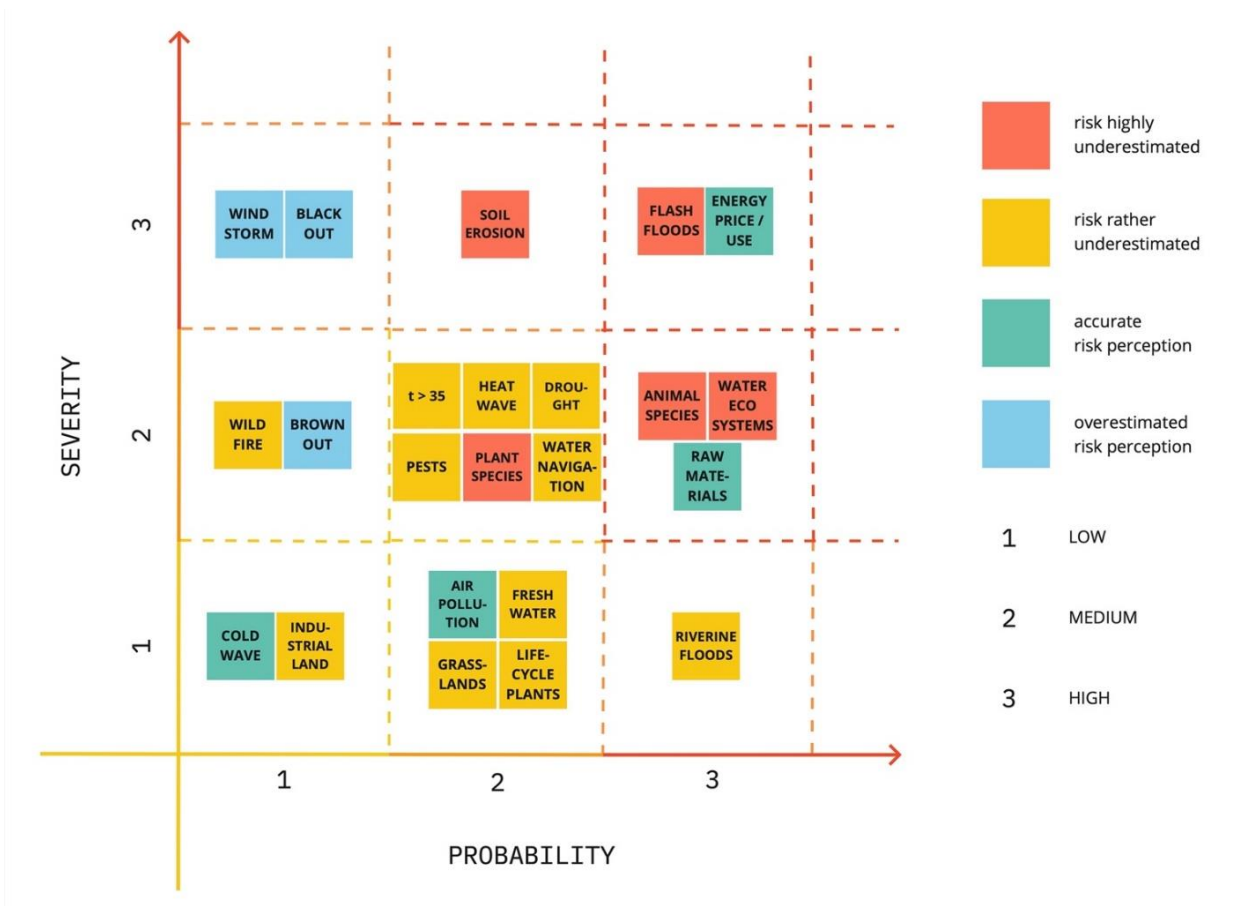 3
WIND
STORM
BLACK
OUT
SOIL
EROSION
FLASH
FLOODS
ENERGY
PRICE /
USE
SEVERITY
2
WILD
FIRE
BROWN
OUT
t > 35
HEAT
WAVE
DROU-
GHT
PESTS
PLANT
SPECIES
WATER
NAVIGA-
TION
ANIMAL
SPECIES
WATER
ECO
SYSTEMS
RAW
MATE-
RIALS
1
COLD
WAVE
INDU-
STRIAL
LAND
AIR
POLLU-
TION
FRESH
WATER
GRASS-
LANDS
LIFE-
CYCLE
PLANTS
RIVERINE
FLOODS
1
2
3
PROBABILITY
risk highly
underestimated
risk rather
underestimated
accurate
risk perception
overestimated
risk perception
1 LOW
2 MEDIUM
3 HIGH